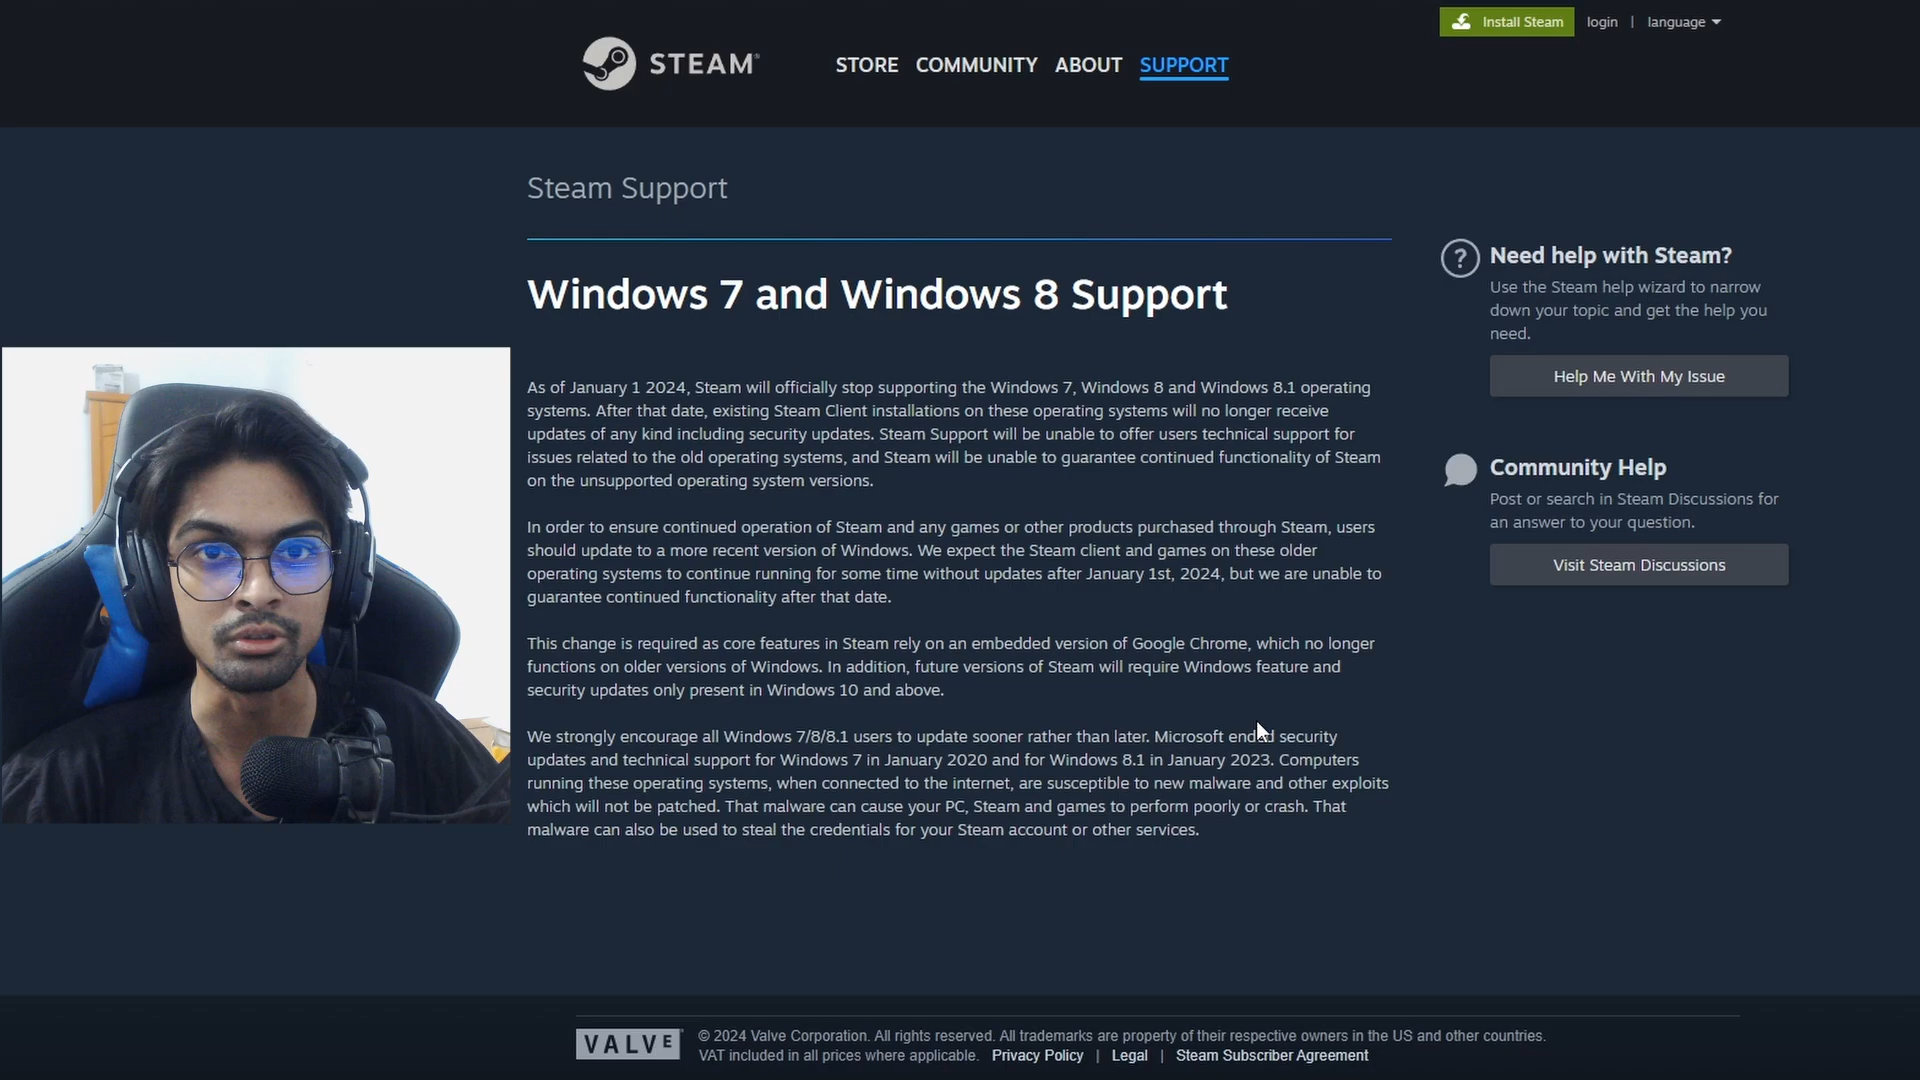 Install Steam login | language
STEAM® STORE COMMUNITY ABOUT SUPPORT
Steam Support
Windows 7 and Windows 8 Support
As of January 1 2024, Steam will officially stop supporting the Windows 7, Windows 8 and Windows 8.1 operating
systems. After that date, existing Steam Client installations on these operating systems will no longer receive
updates of any kind including security updates. Steam Support will be unable to offer users technical support for
issues related to the old operating systems, and Steam will be unable to guarantee continued functionality of Steam
on the unsupported operating system versions.
In order to ensure continued operation of Steam and any games or other products purchased through Steam, users
should update to a more recent version of Windows. We expect the Steam client and games on these older
operating systems to continue running for some time without updates after January 1st, 2024, but we are unable to
guarantee continued functionality after that date.
This change is required as core features in Steam rely on an embedded version of Google Chrome, which no longer
functions on older versions of Windows. In addition, future versions of Steam will require Windows feature and
security updates only present in Windows 10 and above.
We strongly encourage all Windows 7/8/8.1 users to update sooner rather than later. Microsoft ended security
updates and technical support for Windows 7 in January 2020 and for Windows 8.1 in January 2023. Computers
running these operating systems, when connected to the internet, are susceptible to new malware and other exploits
which will not be patched. That malware can cause your PC, Steam and games to perform poorly or crash. That
malware can also be used to steal the credentials for your Steam account or other services.
Need help with Steam?
Use the Steam help wizard to narrow
down your topic and get the help you
need.
Help Me With My Issue
Community Help
Post or search in Steam Discussions for
an answer to your question.
Visit Steam Discussions
VALVE
© 2024 Valve Corporation. All rights reserved. All trademarks are property of their respective owners in the US and other countries.
VAT included in all prices where applicable. Privacy Policy | Legal | Steam Subscriber Agreement